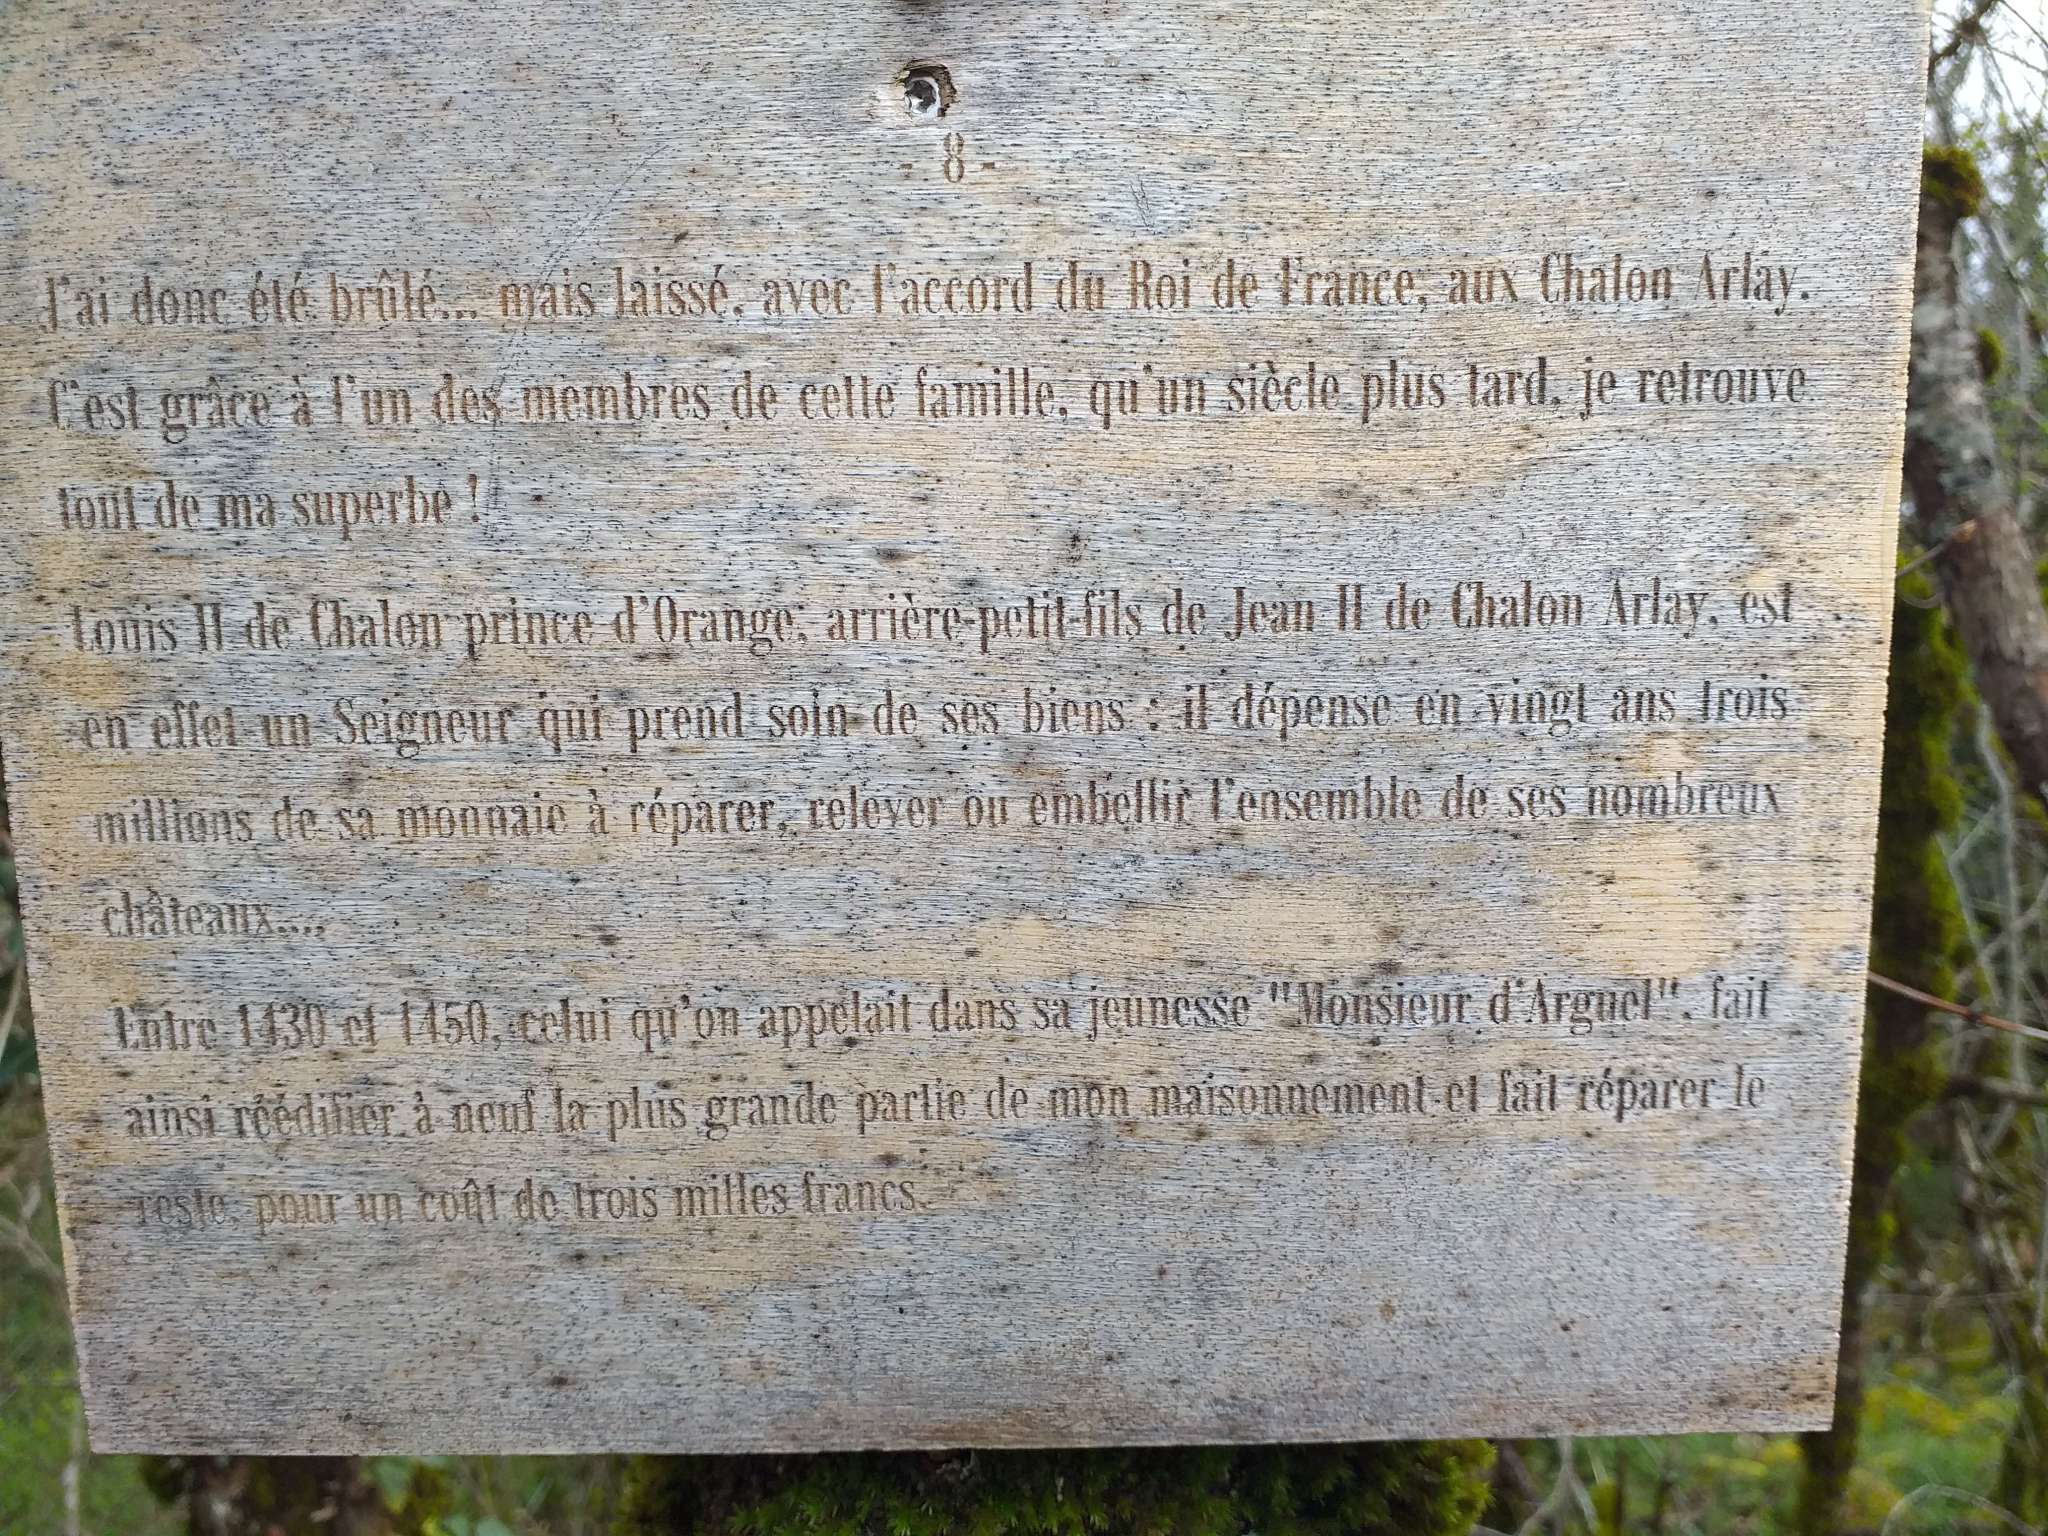 - 8 -
J'ai donc été brûlé... mais laissé, avec l'accord du Roi de France, aux Chalon Arlay.
C'est grâce à l'un des membres de cette famille, qu'un siècle plus tard, je retrouve
tout de ma superbe !
Louis II de Chalon prince d'Orange, arrière-petit-fils de Jean II de Chalon Arlay, est
en effet un Seigneur qui prend soin de ses biens : il dépense en vingt ans trois
millions de sa monnaie à réparer, relever ou embellir l'ensemble de ses nombreux
châteaux....
Entre 1430 et 1450, celui qu'on appelait dans sa jeunesse "Monsieur d'Arguel", fait
ainsi réédifier à neuf la plus grande partie de mon maisonnement et fait réparer le
reste, pour un coût de trois milles francs.